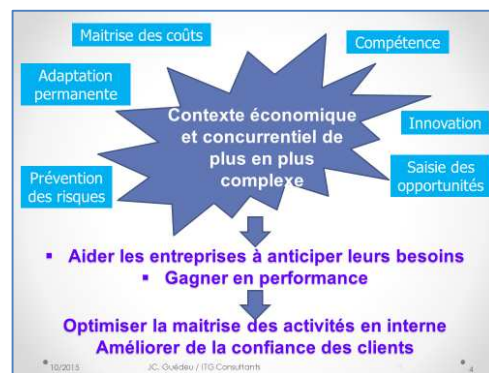 Maitrise des coûts
Compétence
Adaptation
permanente
Contexte économique
et concurrentiel de
plus en plus
complexe
Innovation
Prévention
des risques
Saisie des
opportunités
▪ Aider les entreprises à anticiper leurs besoins
▪ Gagner en performance
Optimiser la maitrise des activités en interne
Améliorer de la confiance des clients
10/2015
JC. Guédeu / ITG Consultants
4